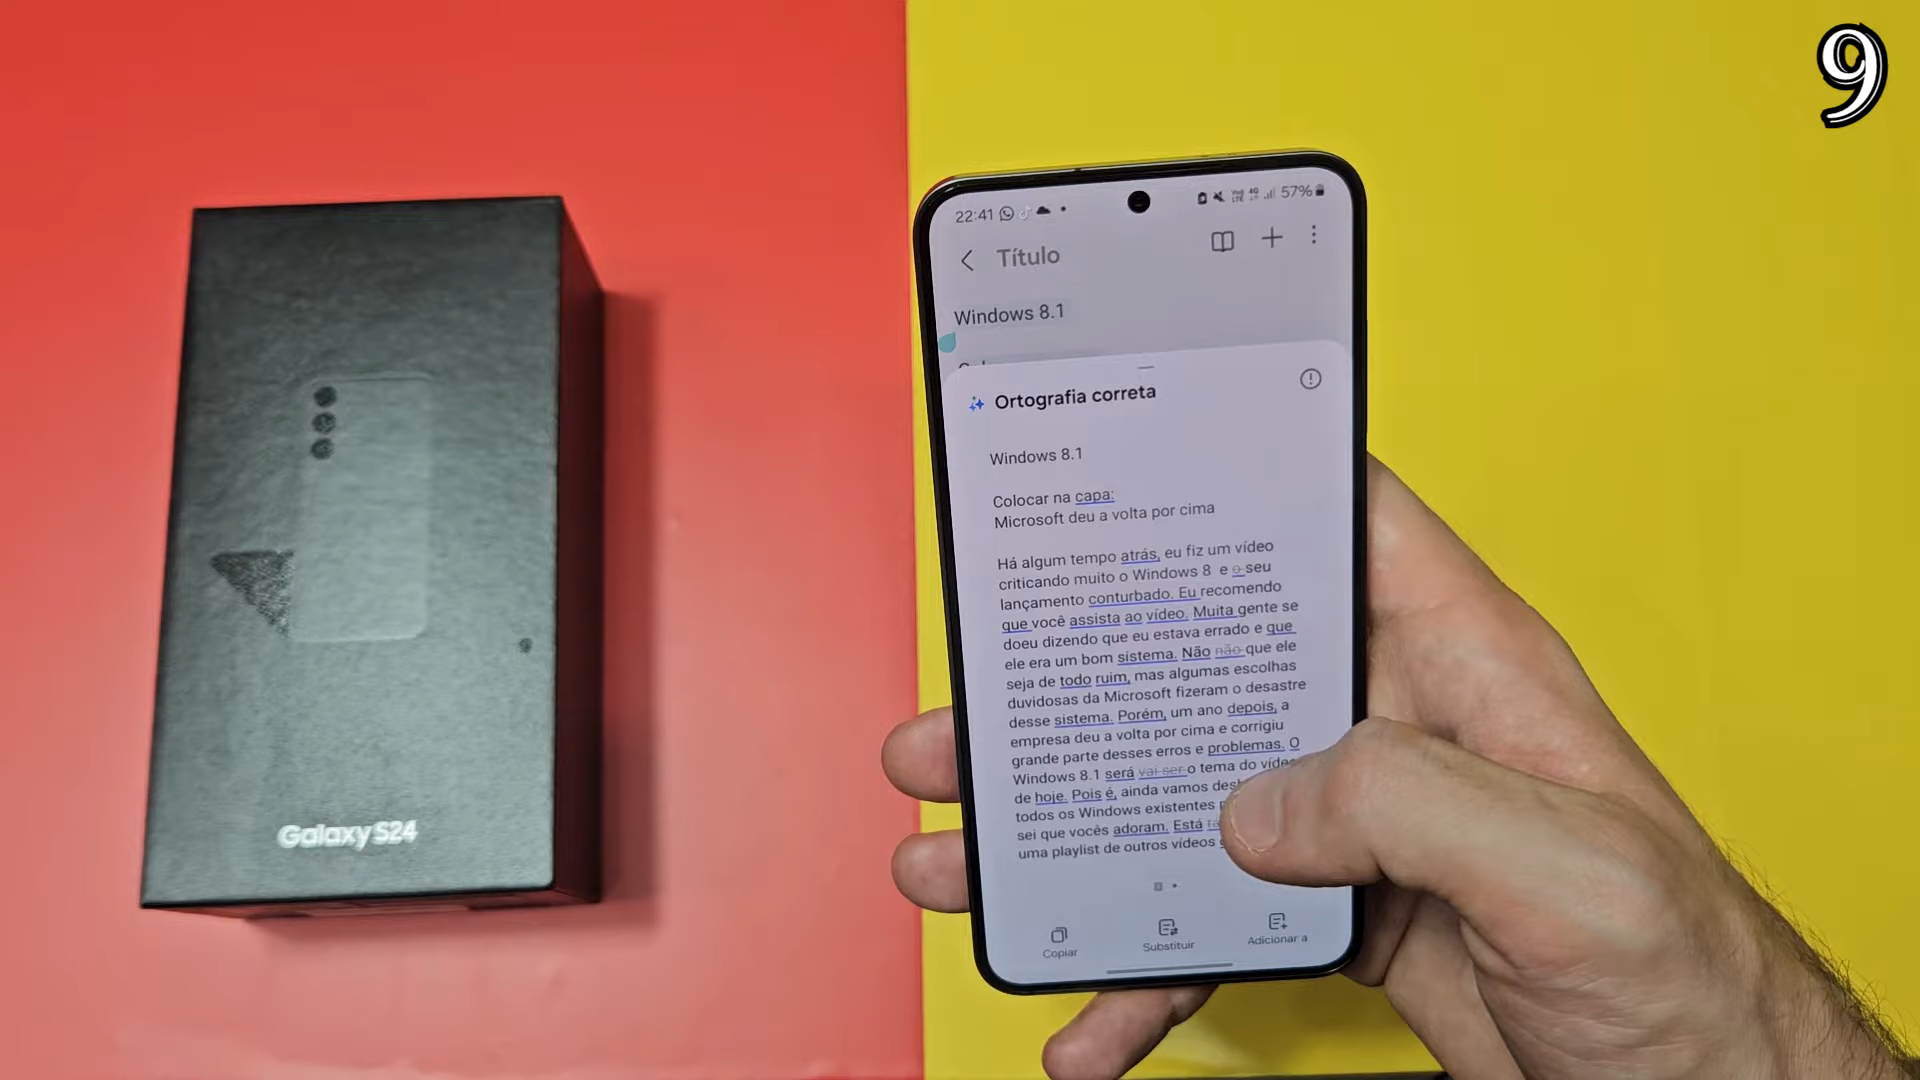 9
Galaxy S24
22:41
57%
Título
Windows 8.1
Ortografia correta
Windows 8.1
Colocar na capa:
Microsoft deu a volta por cima
Há algum tempo atrás, eu fiz um vídeo
criticando muito o Windows 8 e o seu
lançamento conturbado. Eu recomendo
que você assista ao vídeo. Muita gente se
doeu dizendo que eu estava errado e que
ele era um bom sistema. Não não que ele
seja de todo ruim, mas algumas escolhas
duvidosas da Microsoft fizeram o desastre
desse sistema. Porém, um ano depois, a
empresa deu a volta por cima e corrigiu
grande parte desses erros e problemas. O
Windows 8.1 será vai ser o tema do
de hoje. Pois é, ainda vamos
todos os Windows existentes
sei que vocês adoram. Está
uma playlist de outros vídeos
Copiar
Substituir
Adicionar a